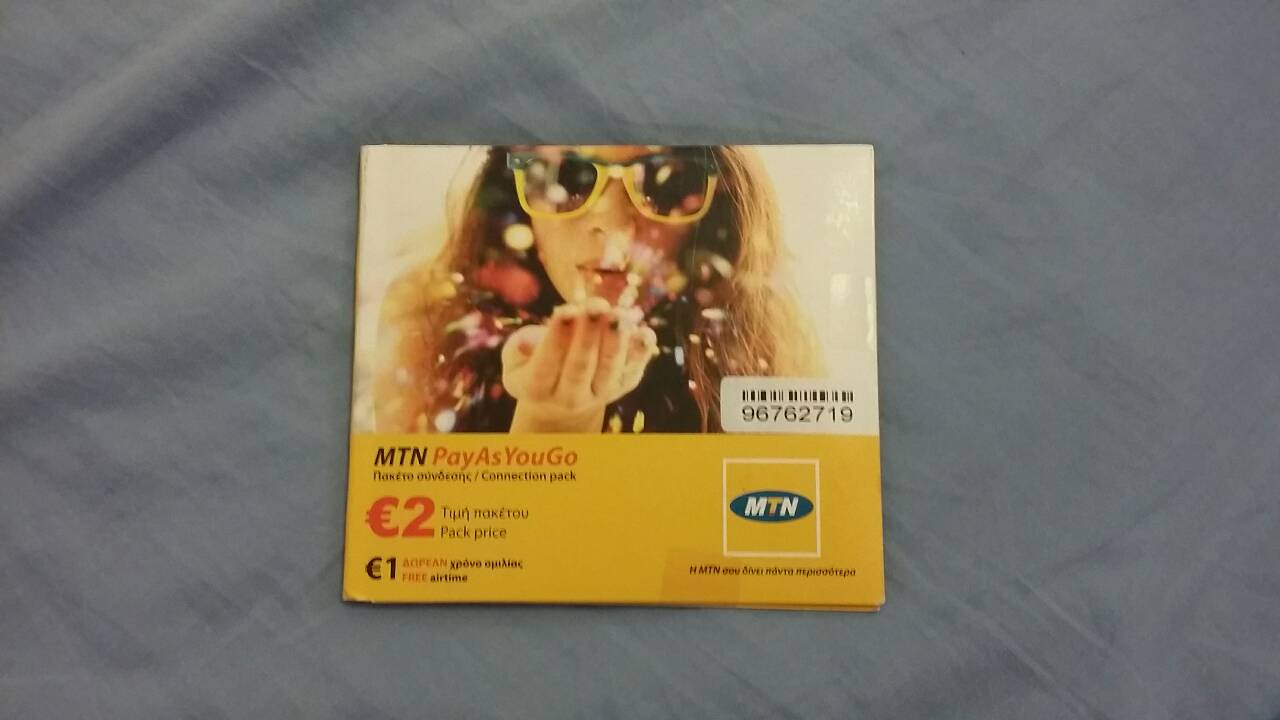 96762719
MTN PayAsYouGo
Πακέτο σύνδεσης / Connection pack
€2 Τιμή πακέτου
Pack price
€1 ΔΩΡΕΑΝ χρόνο ομιλίας
FREE airtime
MTN
Η ΜΤΝ σου δίνει πάντα περισσότερα